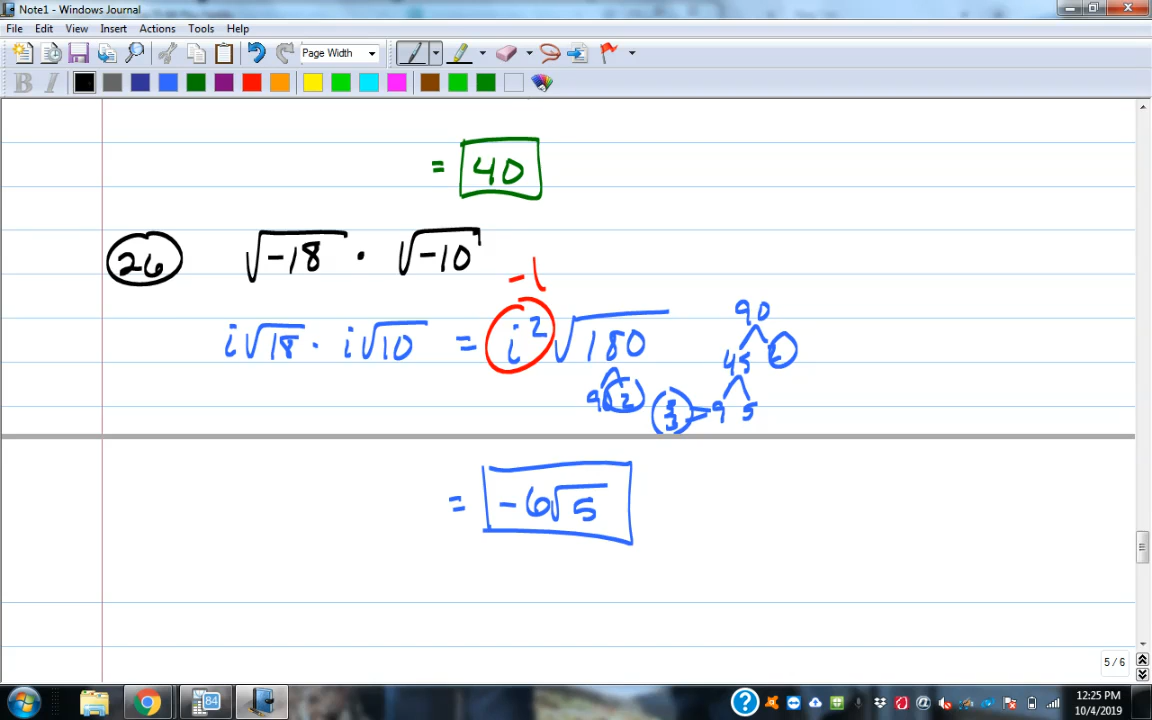 Note1 - Windows Journal
File Edit View Insert Actions Tools Help
Page Width
B I
= 40
26 √-18 · √-10
-1
i√18 · i√10 = i² √180
90
45 2
9 2
3 3 9 5
= -6√5
5 / 6
84
12:25 PM
10/4/2019